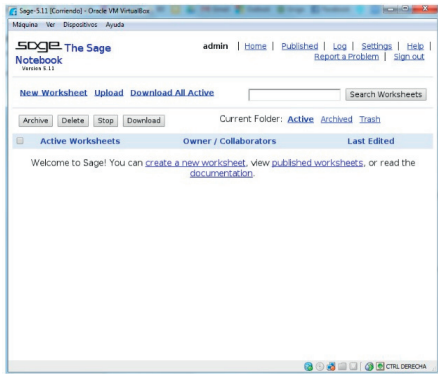 Sage-5.11 [Corriendo] - Oracle VM VirtualBox
Máquina Ver Dispositivos Ayuda
sage The Sage Notebook
Version 5.11
admin | Home | Published | Log | Settings | Help | Report a Problem | Sign out
New Worksheet Upload Download All Active
Search Worksheets
Archive Delete Stop Download
Current Folder: Active Archived Trash
Active Worksheets Owner / Collaborators Last Edited
Welcome to Sage! You can create a new worksheet, view published worksheets, or read the
documentation.
CTRL DERECHA